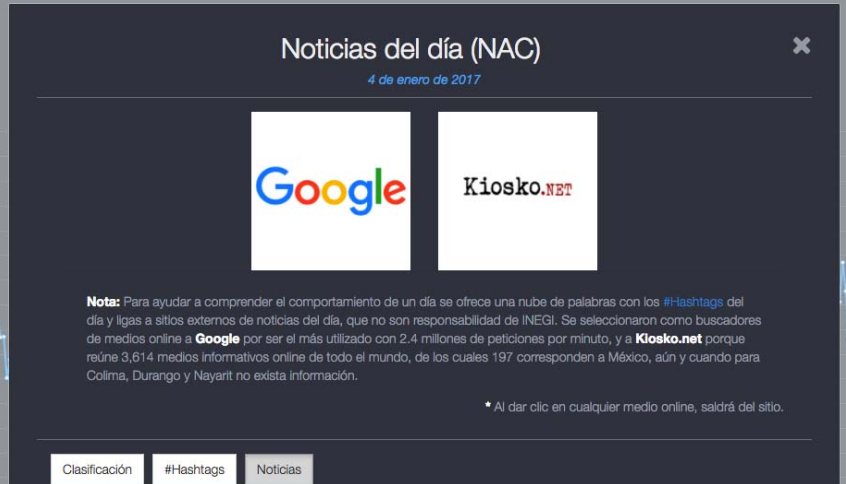 Noticias del día (NAC)
4 de enero de 2017
Google
Kiosko.NET
Nota: Para ayudar a comprender el comportamiento de un día se ofrece una nube de palabras con los #Hashtags del
día y ligas a sitios externos de noticias del día, que no son responsabilidad de INEGI. Se seleccionaron como buscadores
de medios online a Google por ser el más utilizado con 2.4 millones de peticiones por minuto, y a Kiosko.net porque
reúne 3,614 medios informativos online de todo el mundo, de los cuales 197 corresponden a México, aún y cuando para
Colima, Durango y Nayarit no exista información.
* Al dar clic en cualquier medio online, saldrá del sitio.
Clasificación #Hashtags Noticias